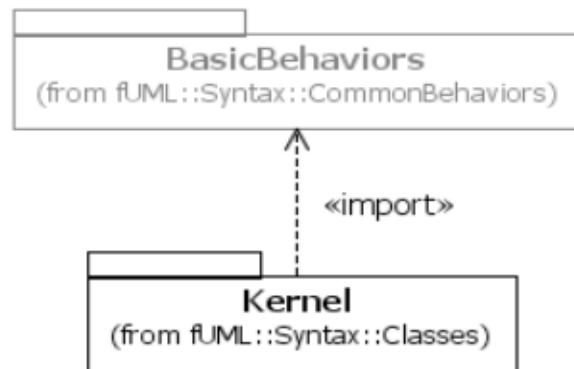 BasicBehaviors
(from fUML::Syntax::CommonBehaviors)
«import»
Kernel
(from fUML::Syntax::Classes)